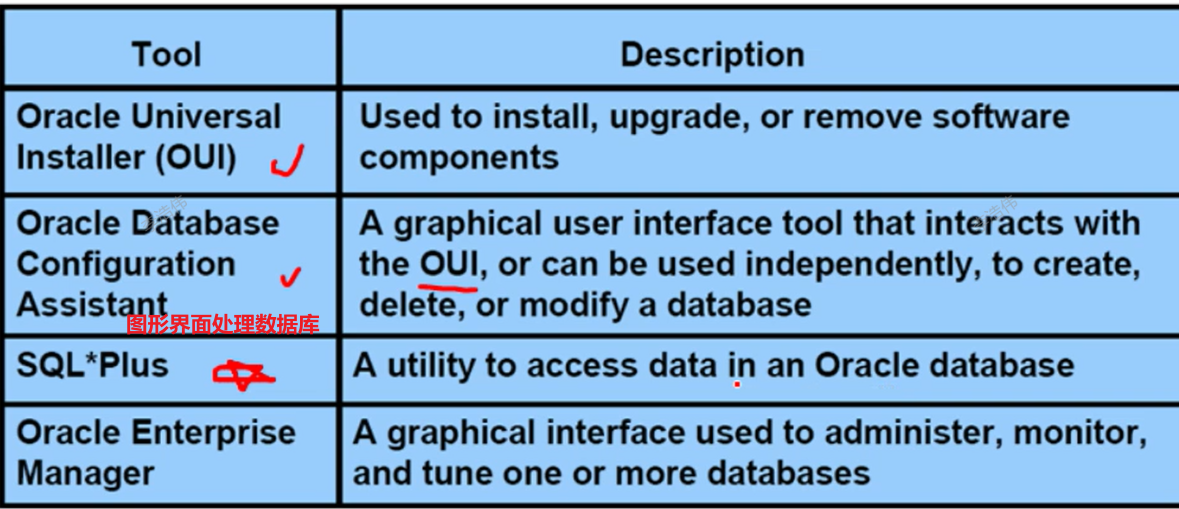 Tool
Description
Oracle Universal
Installer (OUI)
Used to install, upgrade, or remove software
components
Oracle Database
Configuration
Assistant
图形界面处理数据库
A graphical user interface tool that interacts with
the OUI, or can be used independently, to create,
delete, or modify a database
SQL*Plus
A utility to access data in an Oracle database
Oracle Enterprise
Manager
A graphical interface used to administer, monitor,
and tune one or more databases